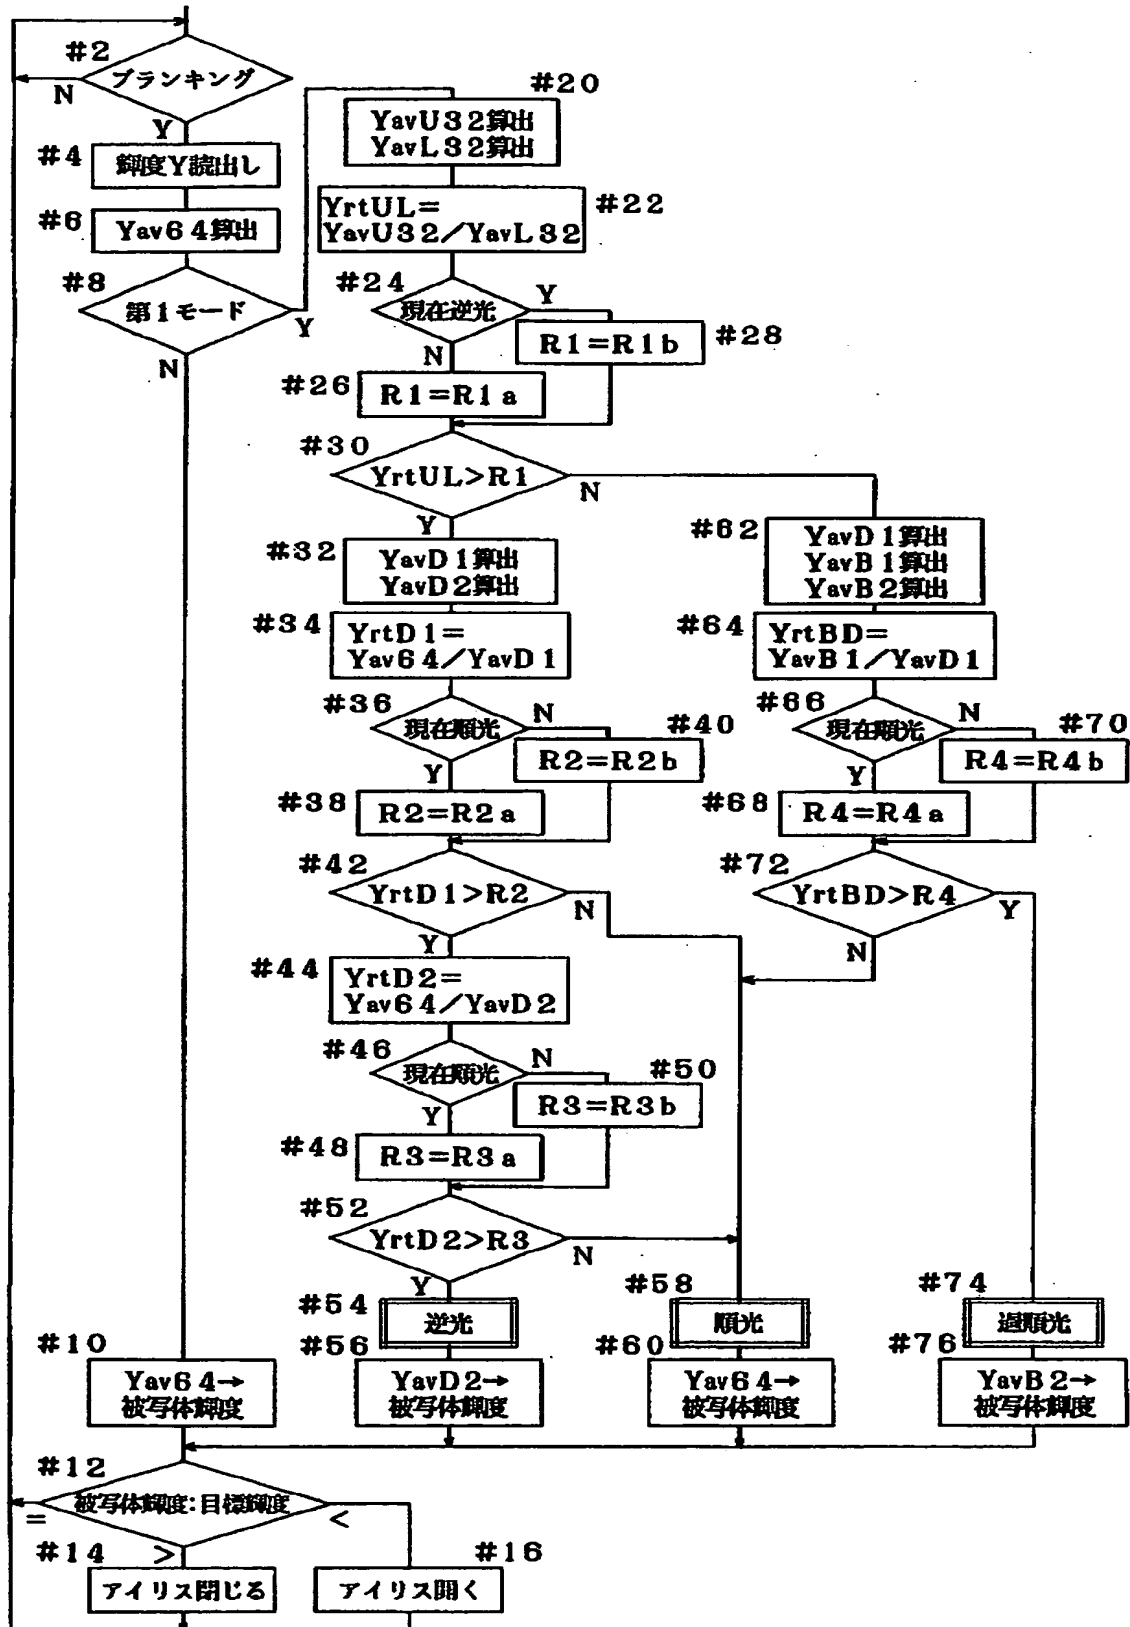 #2
ブランキング
N
Y
#4
輝度Y読出し
#6
Yav64算出
#8
第1モード
Y
N
#20
YavU32算出
YavL32算出
YrtUL=
YavU32/YavL32
#22
#24
現在逆光
Y
N
R1=R1b
#28
#26
R1=R1a
#30
YrtUL>R1
N
Y
#32
YavD1算出
YavD2算出
#34
YrtD1=
Yav64/YavD1
#36
現在順光
N
Y
#40
R2=R2b
#38
R2=R2a
#42
YrtD1>R2
N
Y
#44
YrtD2=
Yav64/YavD2
#46
現在順光
N
Y
#50
R3=R3b
#48
R3=R3a
#52
YrtD2>R3
N
Y
#54
逆光
#56
YavD2→
被写体輝度
#62
YavD1算出
YavB1算出
YavB2算出
#64
YrtBD=
YavB1/YavD1
#66
現在順光
N
Y
#70
R4=R4b
#68
R4=R4a
#72
YrtBD>R4
Y
N
#58
順光
#60
Yav64→
被写体輝度
#74
過順光
#76
YavB2→
被写体輝度
#10
Yav64→
被写体輝度
#12
被写体輝度:目標輝度
=
<
>
#14
アイリス閉じる
#16
アイリス開く